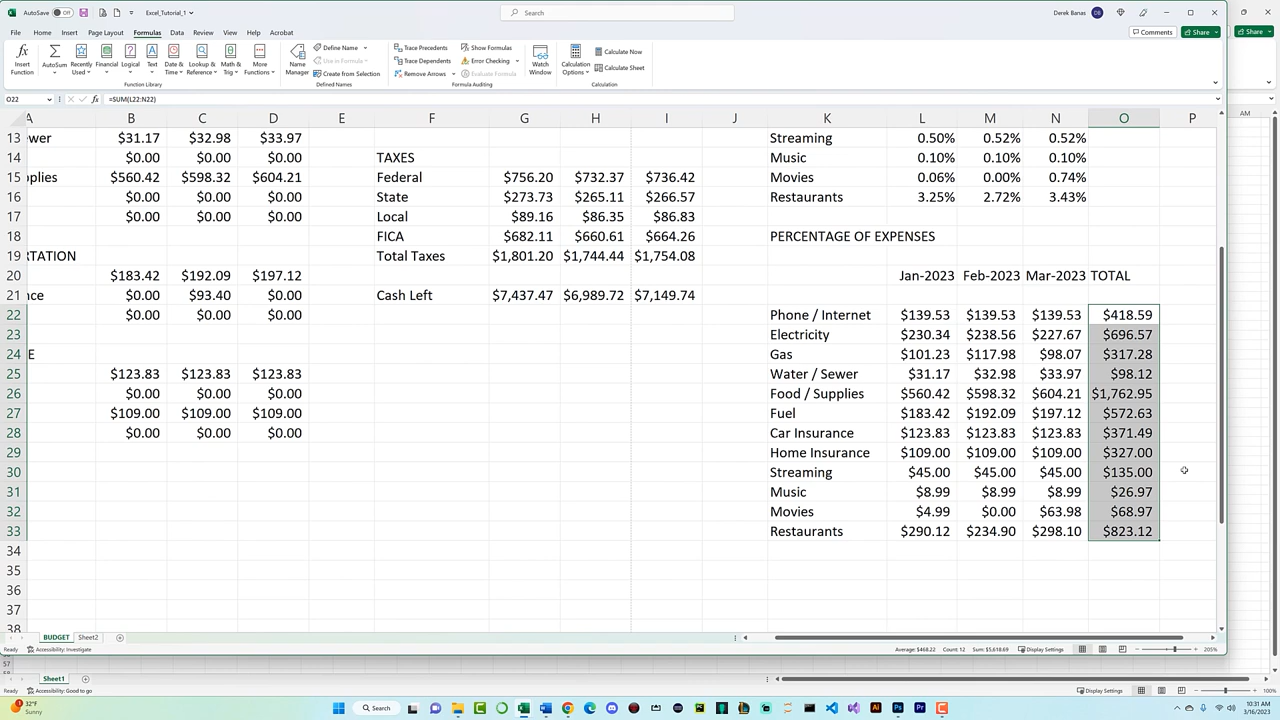 AutoSave Off Excel_Tutorial_1 Search Derek Banas DB
File Home Insert Page Layout Formulas Data Review View Help Acrobat Comments Share Share
Insert Function AutoSum Recently Used Financial Logical Text Date & Time Lookup & Reference Math & Trig More Functions Function Library
Name Manager Define Name Use in Formula Create from Selection Defined Names
Trace Precedents Trace Dependents Remove Arrows Show Formulas Error Checking Evaluate Formula Formula Auditing
Watch Window Calculation Options Calculate Now Calculate Sheet Calculation
O22 fx =SUM(L22:N22)
A B C D E F G H I J K L M N O P AM
13 wer $31.17 $32.98 $33.97 Streaming 0.50% 0.52% 0.52%
14 $0.00 $0.00 $0.00 TAXES Music 0.10% 0.10% 0.10%
15 plies $560.42 $598.32 $604.21 Federal $756.20 $732.37 $736.42 Movies 0.06% 0.00% 0.74%
16 $0.00 $0.00 $0.00 State $273.73 $265.11 $266.57 Restaurants 3.25% 2.72% 3.43%
17 $0.00 $0.00 $0.00 Local $89.16 $86.35 $86.83
18 FICA $682.11 $660.61 $664.26 PERCENTAGE OF EXPENSES
19 RTATION Total Taxes $1,801.20 $1,744.44 $1,754.08
20 $183.42 $192.09 $197.12 Jan-2023 Feb-2023 Mar-2023 TOTAL
21 nce $0.00 $93.40 $0.00 Cash Left $7,437.47 $6,989.72 $7,149.74
22 $0.00 $0.00 $0.00 Phone / Internet $139.53 $139.53 $139.53 $418.59
23 Electricity $230.34 $238.56 $227.67 $696.57
24 E Gas $101.23 $117.98 $98.07 $317.28
25 $123.83 $123.83 $123.83 Water / Sewer $31.17 $32.98 $33.97 $98.12
26 $0.00 $0.00 $0.00 Food / Supplies $560.42 $598.32 $604.21 $1,762.95
27 $109.00 $109.00 $109.00 Fuel $183.42 $192.09 $197.12 $572.63
28 $0.00 $0.00 $0.00 Car Insurance $123.83 $123.83 $123.83 $371.49
29 Home Insurance $109.00 $109.00 $109.00 $327.00
30 Streaming $45.00 $45.00 $45.00 $135.00
31 Music $8.99 $8.99 $8.99 $26.97
32 Movies $4.99 $0.00 $63.98 $68.97
33 Restaurants $290.12 $234.90 $298.10 $823.12
34
35
36
37
38
BUDGET Sheet2
Ready Accessibility: Investigate Average: $468.22 Count: 12 Sum: $5,618.69 Display Settings 205%
57
Sheet1
Ready Accessibility: Good to go Display Settings 100%
32°F
Sunny
Search
10:31 AM
3/16/2023